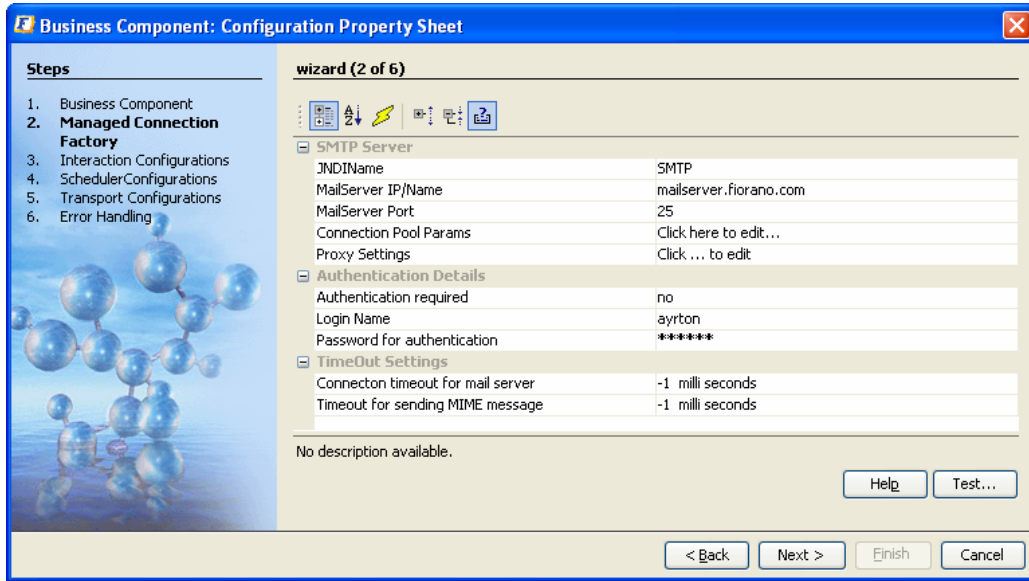 Business Component: Configuration Property Sheet
Steps
1. Business Component
2. Managed Connection
Factory
3. Interaction Configurations
4. SchedulerConfigurations
5. Transport Configurations
6. Error Handling
wizard (2 of 6)
SMTP Server
JNDIName SMTP
MailServer IP/Name mailserver.fiorano.com
MailServer Port 25
Connection Pool Params Click here to edit...
Proxy Settings Click ... to edit
Authentication Details
Authentication required no
Login Name ayrton
Password for authentication ******
TimeOut Settings
Connecton timeout for mail server -1 milli seconds
Timeout for sending MIME message -1 milli seconds
No description available.
Help Test...
< Back Next > Finish Cancel